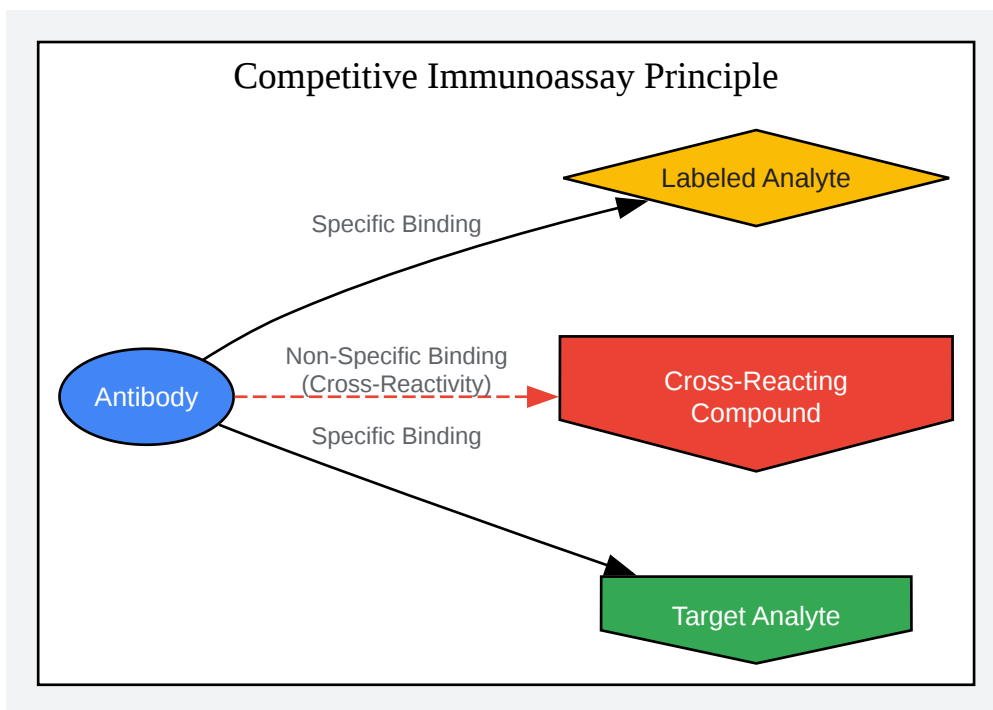 Competitive Immunoassay Principle
Labeled Analyte
Specific Binding
Non-Specific Binding
(Cross-Reactivity)
Cross-Reacting
Compound
Antibody
Specific Binding
Target Analyte